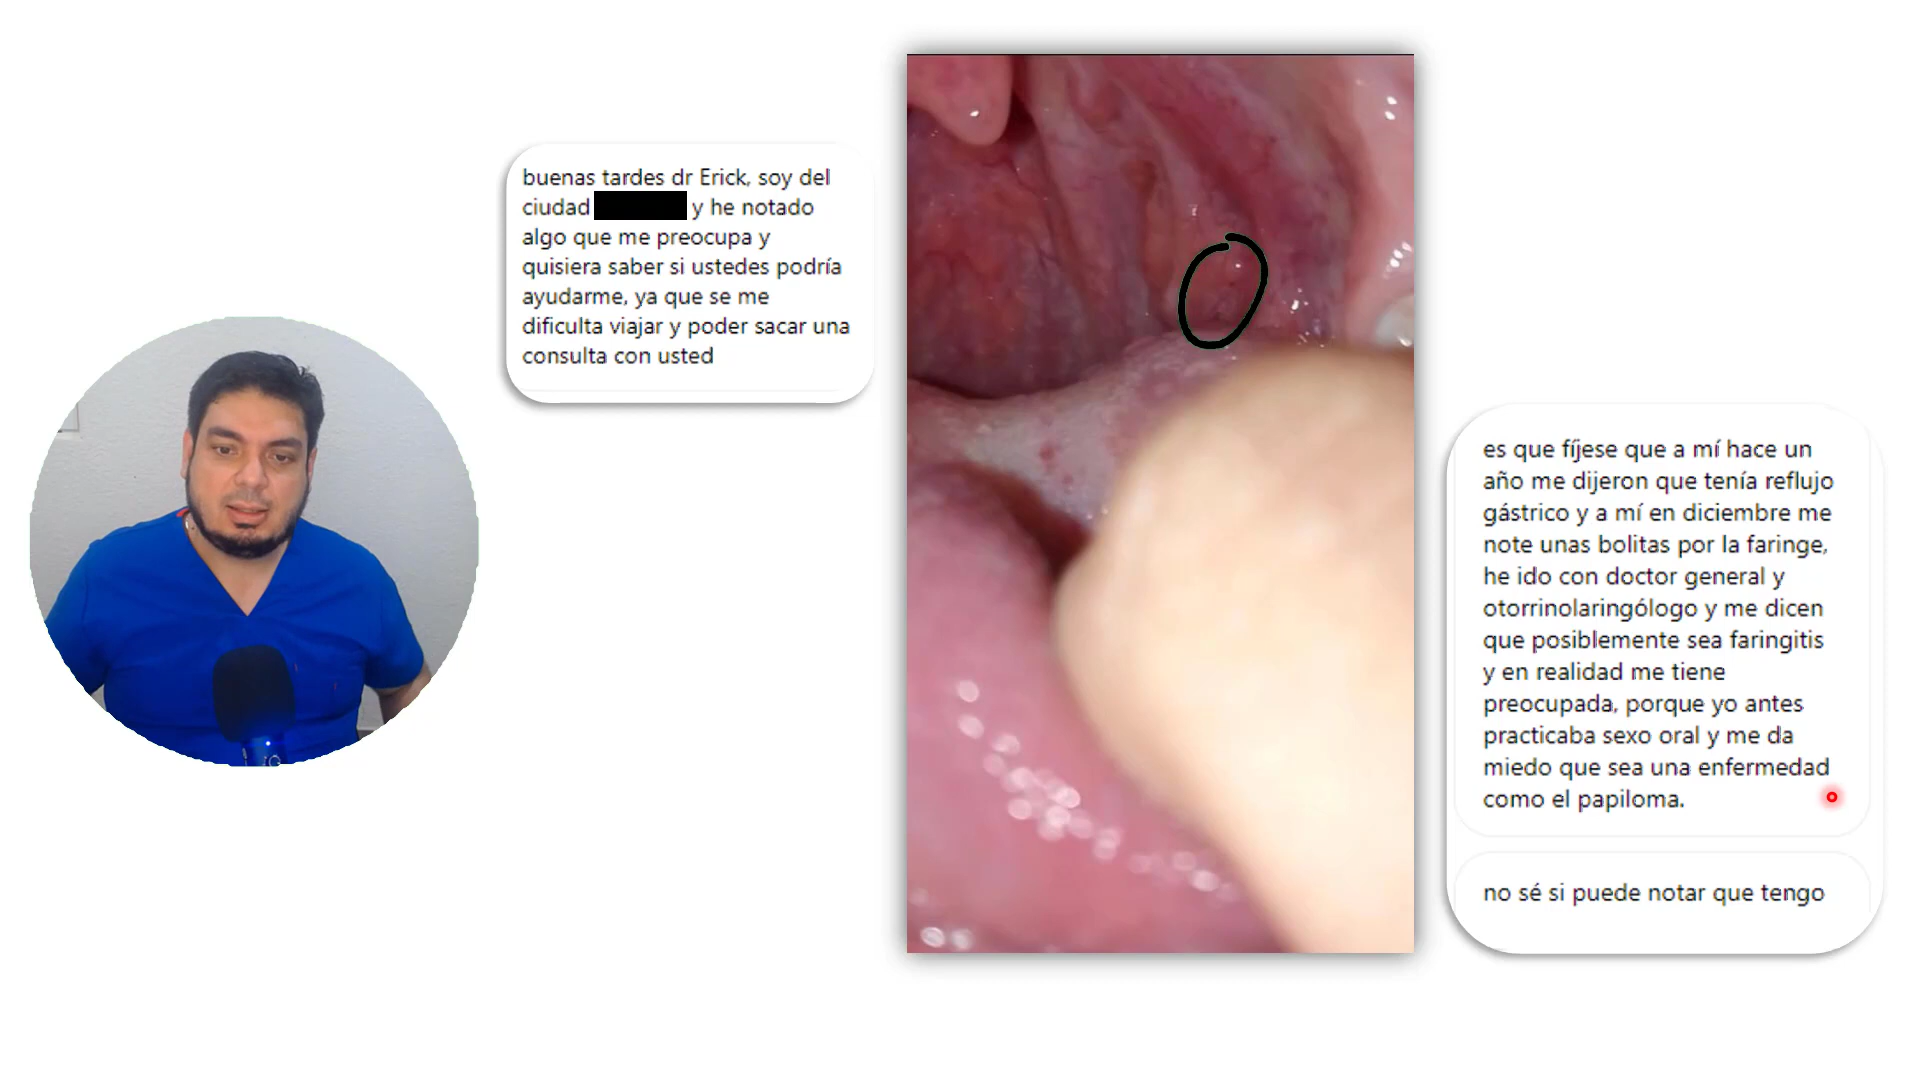 buenas tardes dr Erick, soy del
ciudad y he notado
algo que me preocupa y
quisiera saber si ustedes podría
ayudarme, ya que se me
dificulta viajar y poder sacar una
consulta con usted
es que fíjese que a mí hace un
año me dijeron que tenía reflujo
gástrico y a mí en diciembre me
note unas bolitas por la faringe,
he ido con doctor general y
otorrinolaringólogo y me dicen
que posiblemente sea faringitis
y en realidad me tiene
preocupada, porque yo antes
practicaba sexo oral y me da
miedo que sea una enfermedad
como el papiloma.
no sé si puede notar que tengo